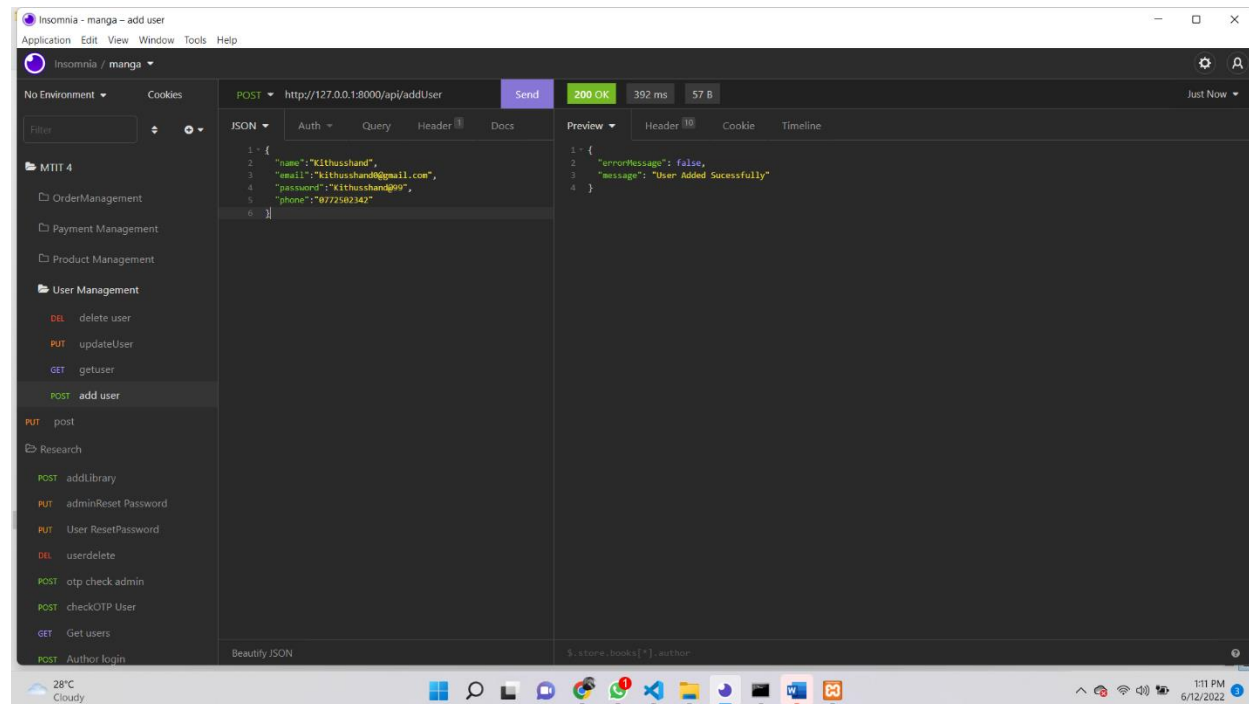 Insomnia - manga – add user
Application Edit View Window Tools Help
Insomnia / manga
No Environment Cookies
POST http://127.0.0.1:8000/api/addUser Send
200 OK 392 ms 57 B Just Now
Filter
JSON Auth Query Header 1 Docs
Preview Header 10 Cookie Timeline
1 {
2 "name":"Kithusshand",
3 "email":"kithusshand0@gmail.com",
4 "password":"Kithusshand@99",
5 "phone":"0772502342"
6 }
1 {
2 "errorMessage": false,
3 "message": "User Added Sucessfully"
4 }
MTIT 4
OrderManagement
Payment Management
Product Management
User Management
DEL delete user
PUT updateUser
GET getuser
POST add user
PUT post
Research
POST addLibrary
PUT adminReset Password
PUT User ResetPassword
DEL userdelete
POST otp check admin
POST checkOTP User
GET Get users
POST Author login
Beautify JSON
$.store.books[*].author
28°C
Cloudy
1
W
1:11 PM
6/12/2022
3